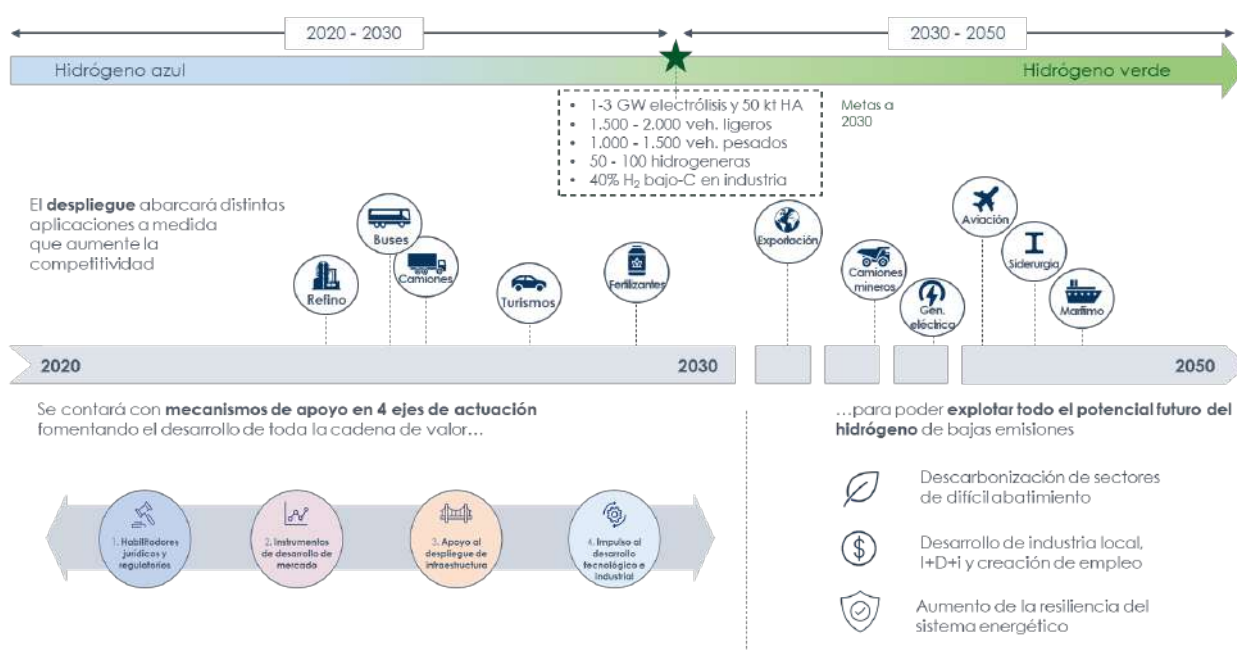 2020 - 2030
2030 - 2050
Hidrógeno azul
Hidrógeno verde
• 1-3 GW electrólisis y 50 kt HA
• 1.500 - 2.000 veh. ligeros
• 1.000 - 1.500 veh. pesados
• 50 - 100 hidrogeneras
• 40% H₂ bajo-C en industria
Metas a
2030
El despliegue abarcará distintas
aplicaciones a medida
que aumente la
competitividad
Refino
Buses
Camiones
Turismos
Fertilizantes
Exportación
Camiones
mineros
Gen.
eléctrica
Aviación
Siderurgia
Marítimo
2020
2030
2050
Se contará con mecanismos de apoyo en 4 ejes de actuación
fomentando el desarrollo de toda la cadena de valor…
1. Habilitadores
jurídicos y
regulatorios
2. Instrumentos
de desarrollo de
mercado
3. Apoyo al
despliegue de
infraestructura
4. Impulso al
desarrollo
tecnológico e
industrial
…para poder explotar todo el potencial futuro del
hidrógeno de bajas emisiones
Descarbonización de sectores
de difícil abatimiento
Desarrollo de industria local,
I+D+i y creación de empleo
Aumento de la resiliencia del
sistema energético